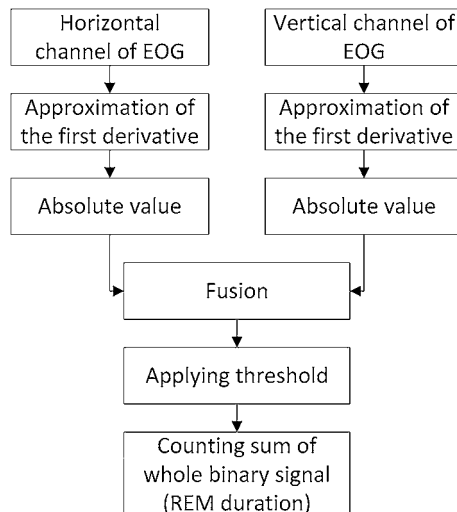 Horizontal
channel of EOG
Vertical channel of
EOG
Approximation of
the first derivative
Approximation of
the first derivative
Absolute value
Absolute value
Fusion
Applying threshold
Counting sum of
whole binary signal
(REM duration)